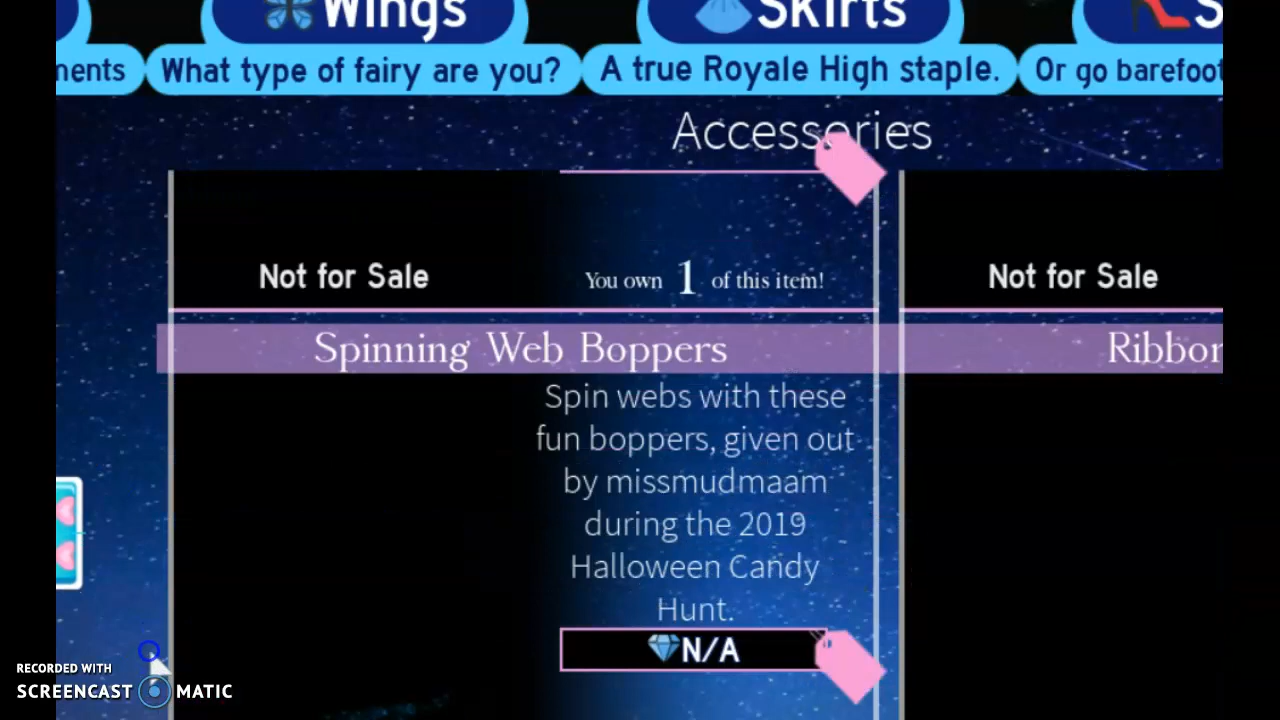 Wings
Skirts
What type of fairy are you?
A true Royale High staple.
Or go barefoot
Accessories
Not for Sale
You own 1 of this item!
Not for Sale
Spinning Web Boppers
Spin webs with these
fun boppers, given out
by missmudmaam
during the 2019
Halloween Candy
Hunt.
N/A
RECORDED WITH
SCREENCAST MATIC